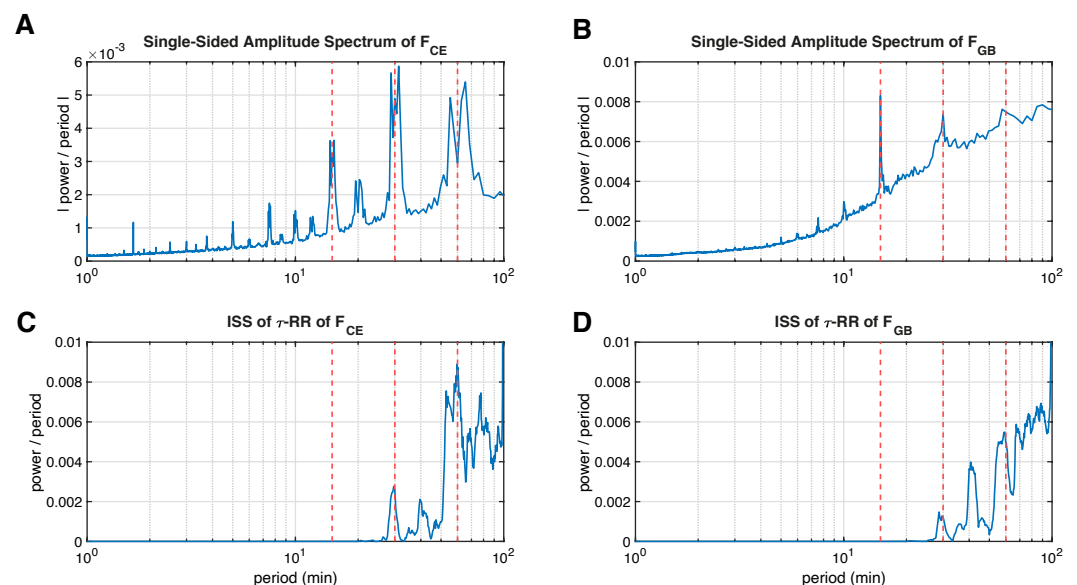 A
Single-Sided Amplitude Spectrum of F_CE
×10^-3
6
5
4
3
2
1
0
| power / period |
10^0
10^1
10^2
B
Single-Sided Amplitude Spectrum of F_GB
0.01
0.008
0.006
0.004
0.002
0
| power / period |
10^0
10^1
10^2
C
ISS of τ-RR of F_CE
0.01
0.008
0.006
0.004
0.002
0
power / period
10^0
10^1
10^2
period (min)
D
ISS of τ-RR of F_GB
0.01
0.008
0.006
0.004
0.002
0
power / period
10^0
10^1
10^2
period (min)